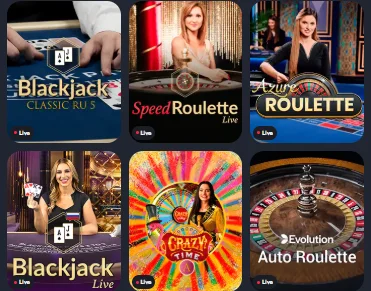 Blackjack
CLASSIC RU 5
Live
Speed Roulette
Live
Live
Azure
ROULETTE
Live
Blackjack
Live
Live
CRAZY
TIME
Live
Evolution
Auto Roulette
Live